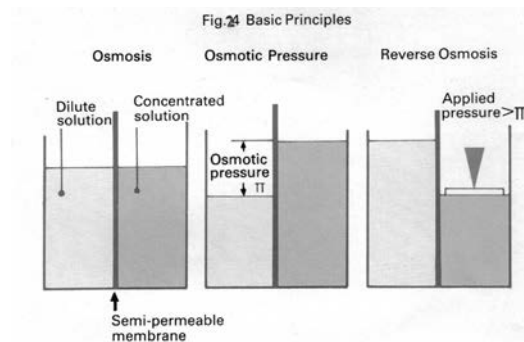 Fig.24 Basic Principles
Osmosis
Osmotic Pressure
Reverse Osmosis
Dilute
solution
Concentrated
solution
Osmotic
pressure
π
Applied
pressure>π
Semi-permeable
membrane